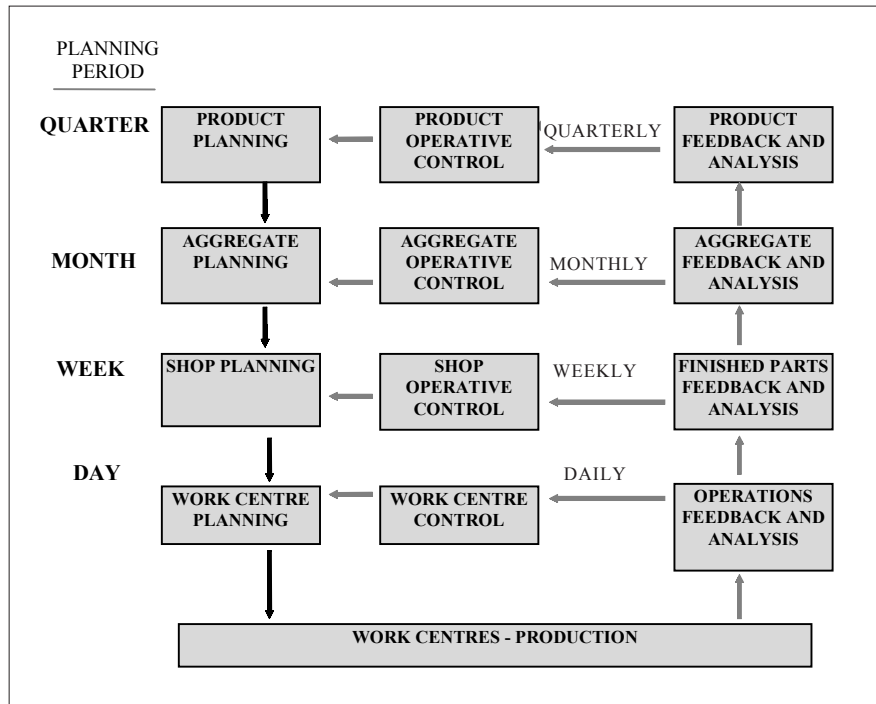 PLANNING
PERIOD
QUARTER
PRODUCT
PLANNING
PRODUCT
OPERATIVE
CONTROL
QUARTERLY
PRODUCT
FEEDBACK AND
ANALYSIS
MONTH
AGGREGATE
PLANNING
AGGREGATE
OPERATIVE
CONTROL
MONTHLY
AGGREGATE
FEEDBACK AND
ANALYSIS
WEEK
SHOP PLANNING
SHOP
OPERATIVE
CONTROL
WEEKLY
FINISHED PARTS
FEEDBACK AND
ANALYSIS
DAY
WORK CENTRE
PLANNING
WORK CENTRE
CONTROL
DAILY
OPERATIONS
FEEDBACK AND
ANALYSIS
WORK CENTRES - PRODUCTION